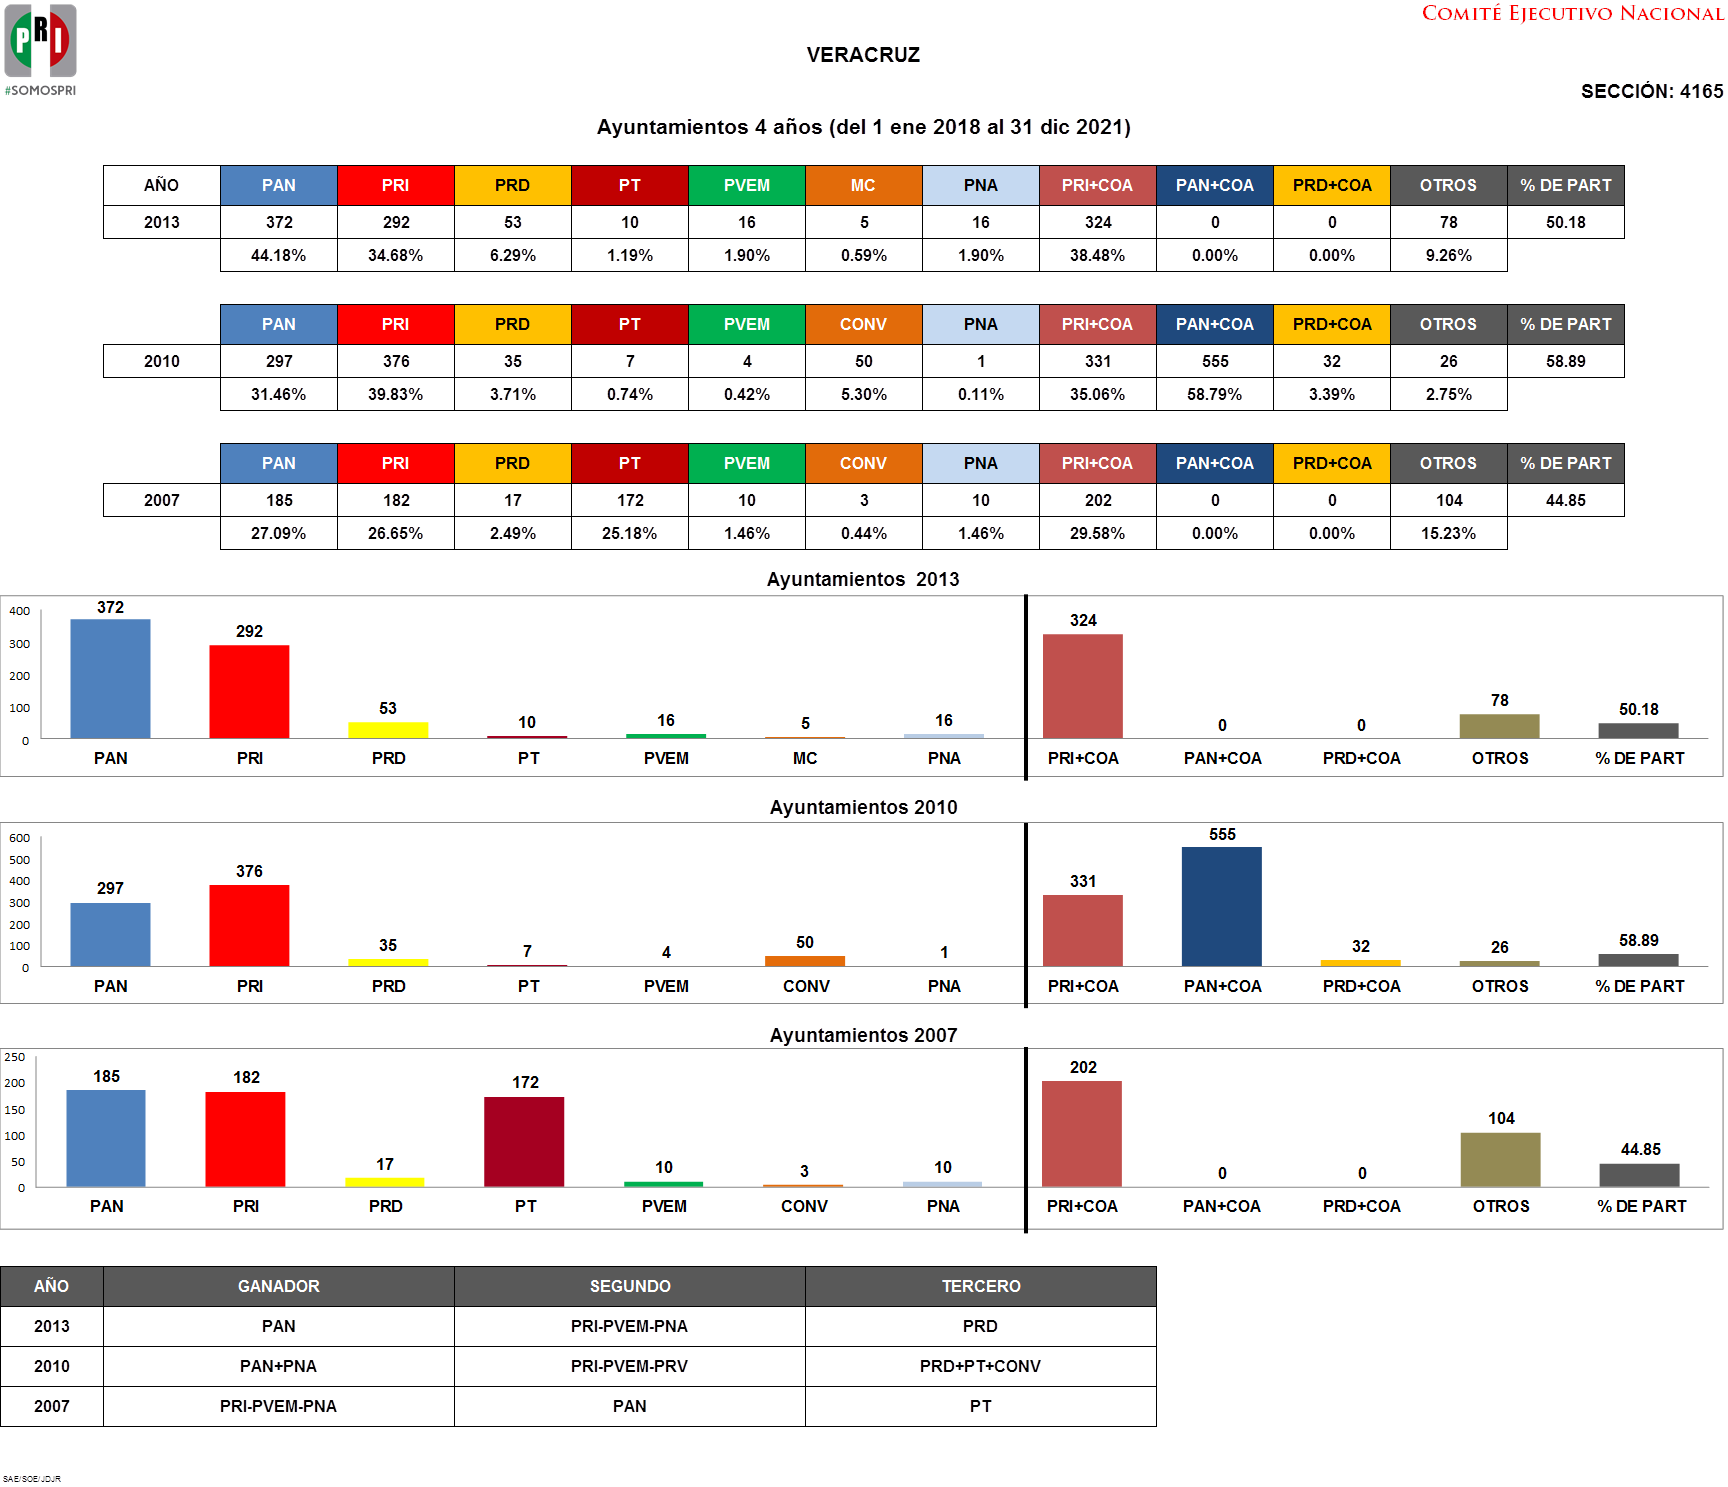 PRI
#SOMOSPRI
COMITÉ EJECUTIVO NACIONAL
VERACRUZ
SECCIÓN: 4165
Ayuntamientos 4 años (del 1 ene 2018 al 31 dic 2021)
AÑO PAN PRI PRD PT PVEM MC PNA PRI+COA PAN+COA PRD+COA OTROS % DE PART
2013 372 292 53 10 16 5 16 324 0 0 78 50.18
44.18% 34.68% 6.29% 1.19% 1.90% 0.59% 1.90% 38.48% 0.00% 0.00% 9.26%
PAN PRI PRD PT PVEM CONV PNA PRI+COA PAN+COA PRD+COA OTROS % DE PART
2010 297 376 35 7 4 50 1 331 555 32 26 58.89
31.46% 39.83% 3.71% 0.74% 0.42% 5.30% 0.11% 35.06% 58.79% 3.39% 2.75%
PAN PRI PRD PT PVEM CONV PNA PRI+COA PAN+COA PRD+COA OTROS % DE PART
2007 185 182 17 172 10 3 10 202 0 0 104 44.85
27.09% 26.65% 2.49% 25.18% 1.46% 0.44% 1.46% 29.58% 0.00% 0.00% 15.23%
Ayuntamientos 2013
400
300
200
100
0
372 292 53 10 16 5 16 324 0 0 78 50.18
PAN PRI PRD PT PVEM MC PNA PRI+COA PAN+COA PRD+COA OTROS % DE PART
Ayuntamientos 2010
600
500
400
300
200
100
0
297 376 35 7 4 50 1 331 555 32 26 58.89
PAN PRI PRD PT PVEM CONV PNA PRI+COA PAN+COA PRD+COA OTROS % DE PART
Ayuntamientos 2007
250
200
150
100
50
0
185 182 17 172 10 3 10 202 0 0 104 44.85
PAN PRI PRD PT PVEM CONV PNA PRI+COA PAN+COA PRD+COA OTROS % DE PART
AÑO GANADOR SEGUNDO TERCERO
2013 PAN PRI-PVEM-PNA PRD
2010 PAN+PNA PRI-PVEM-PRV PRD+PT+CONV
2007 PRI-PVEM-PNA PAN PT
SAE/SOE/JDJR